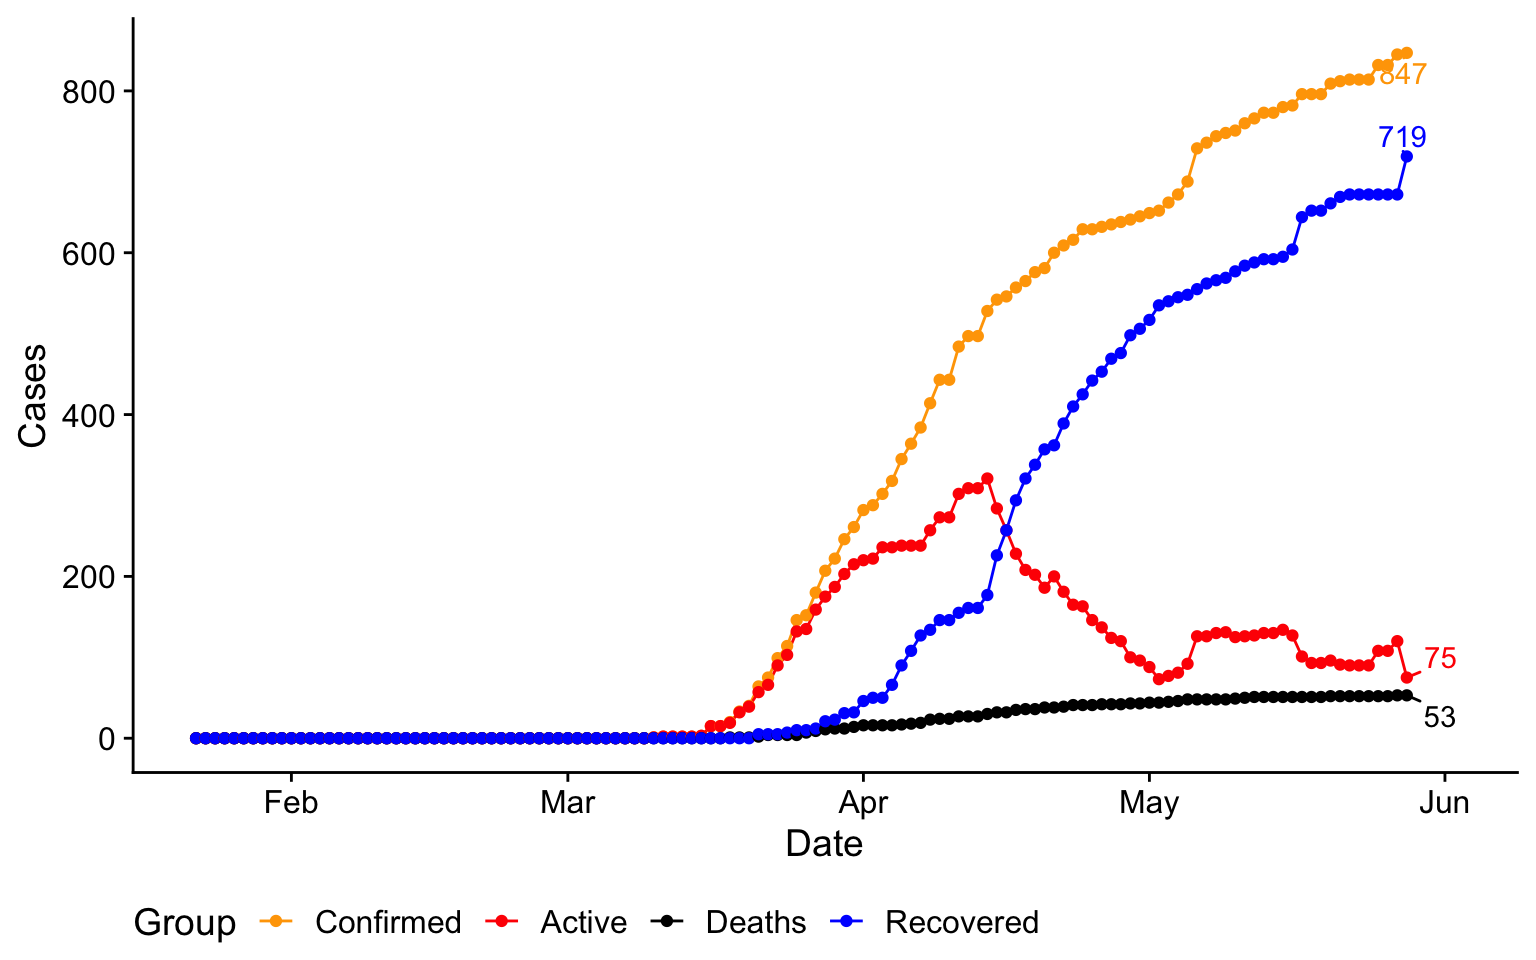 800
600
400
200
0
Cases
847
719
75
53
Feb Mar Apr May Jun
Date
Group Confirmed Active Deaths Recovered